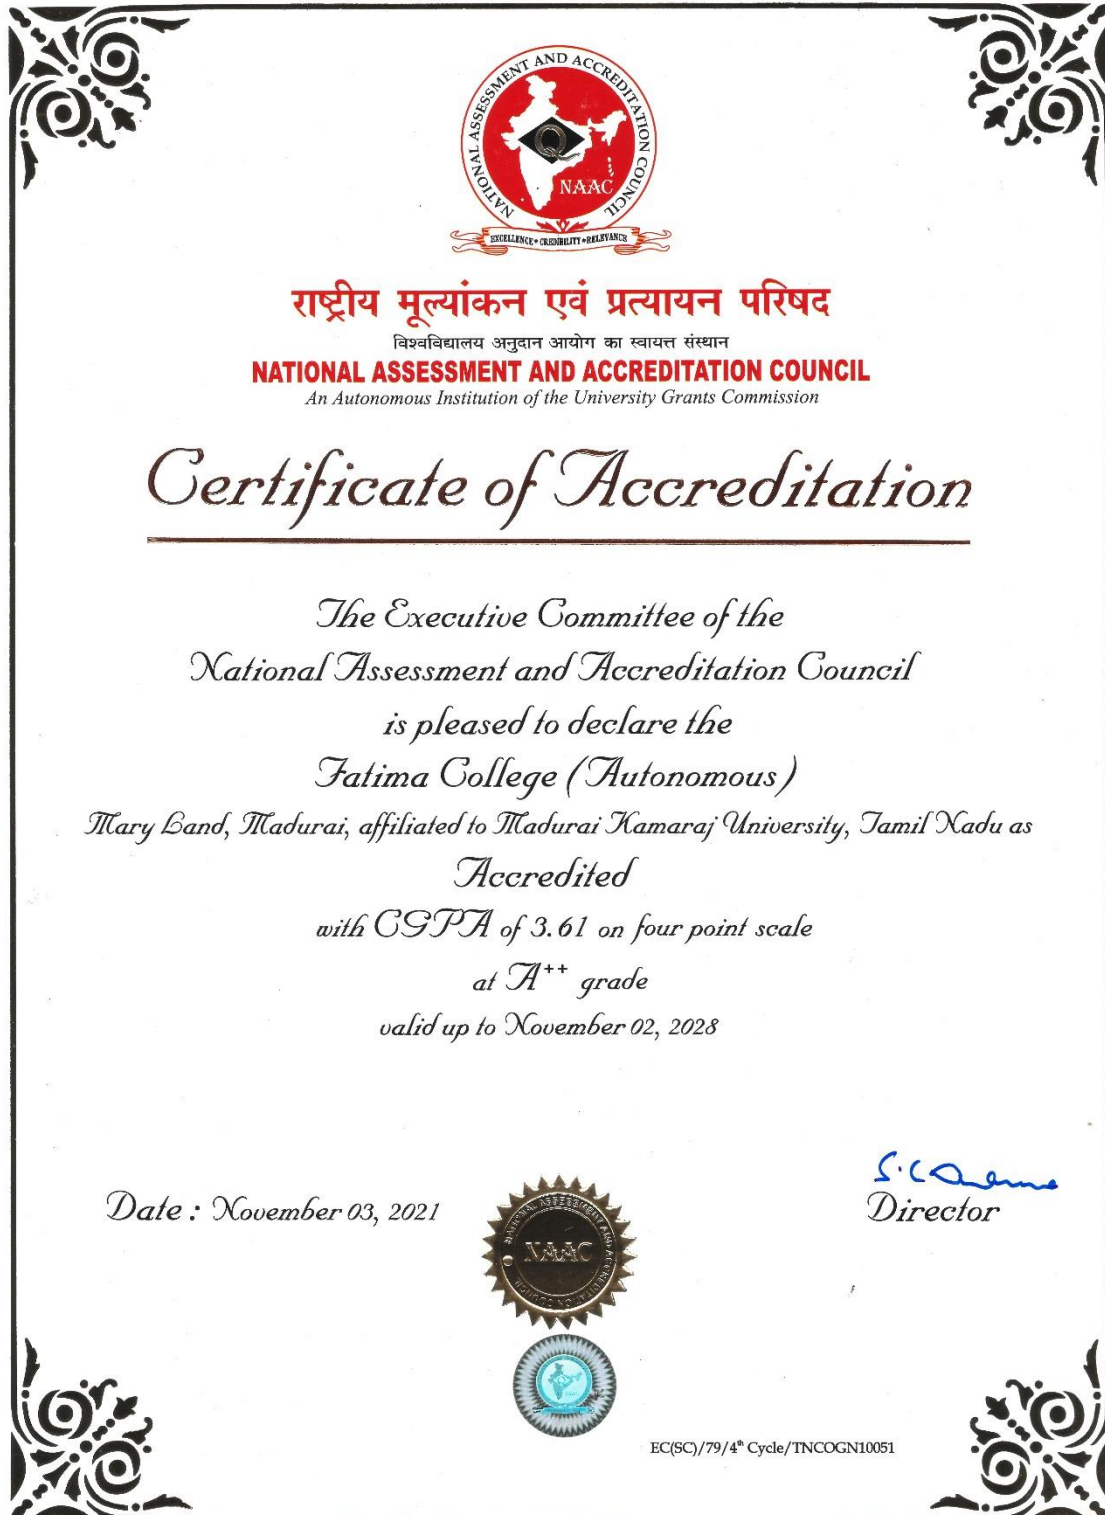 NATIONAL ASSESSMENT AND ACCREDITATION COUNCIL
Q
NAAC
EXCELLENCE • CREDIBILITY • RELEVANCE
राष्ट्रीय मूल्यांकन एवं प्रत्यायन परिषद
विश्वविद्यालय अनुदान आयोग का स्वायत्त संस्थान
NATIONAL ASSESSMENT AND ACCREDITATION COUNCIL
An Autonomous Institution of the University Grants Commission
Certificate of Accreditation
The Executive Committee of the
National Assessment and Accreditation Council
is pleased to declare the
Fatima College (Autonomous)
Mary Land, Madurai, affiliated to Madurai Kamaraj University, Tamil Nadu as
Accredited
with CGPA of 3.61 on four point scale
at A++ grade
valid up to November 02, 2028
Date : November 03, 2021
Director
NATIONAL ASSESSMENT AND ACCREDITATION COUNCIL
NAAC
EC(SC)/79/4th Cycle/TNCOGN10051